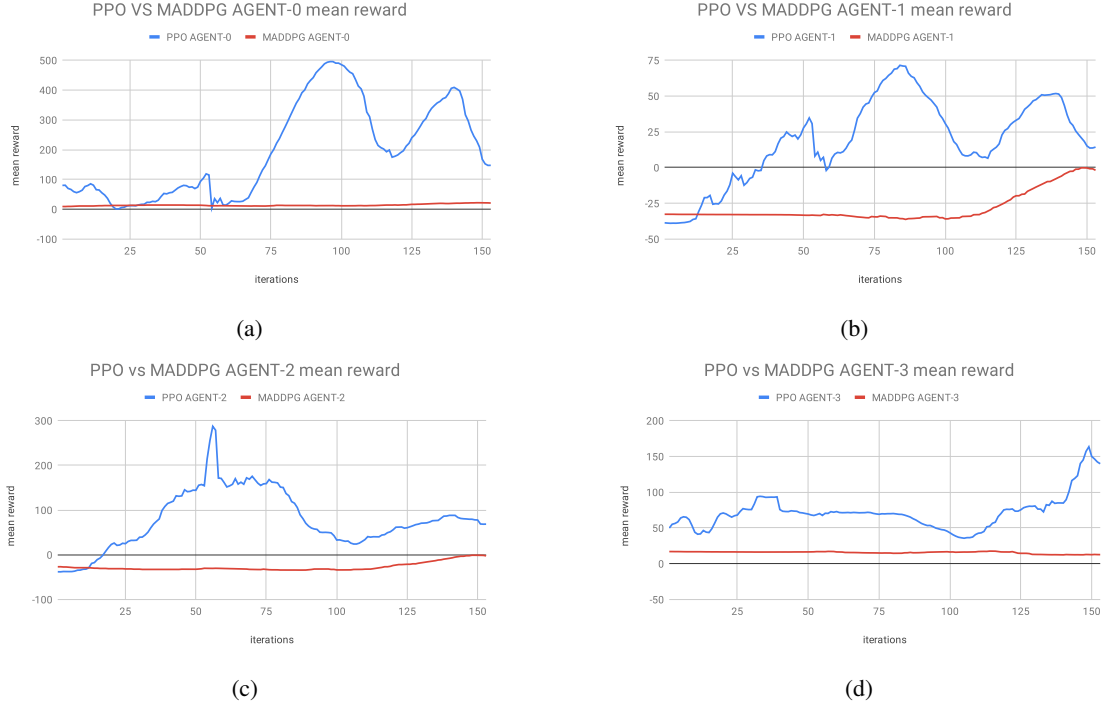 PPO VS MADDPG AGENT-0 mean reward
PPO AGENT-0 MADDPG AGENT-0
500
400
300
200
100
0
-100
mean reward
25 50 75 100 125 150
iterations
(a)
PPO VS MADDPG AGENT-1 mean reward
PPO AGENT-1 MADDPG AGENT-1
75
50
25
0
-25
-50
mean reward
25 50 75 100 125 150
iterations
(b)
PPO vs MADDPG AGENT-2 mean reward
PPO AGENT-2 MADDPG AGENT-2
300
200
100
0
-100
mean reward
25 50 75 100 125 150
iterations
(c)
PPO vs MADDPG AGENT-3 mean reward
PPO AGENT-3 MADDPG AGENT-3
200
150
100
50
0
-50
mean reward
25 50 75 100 125 150
iterations
(d)